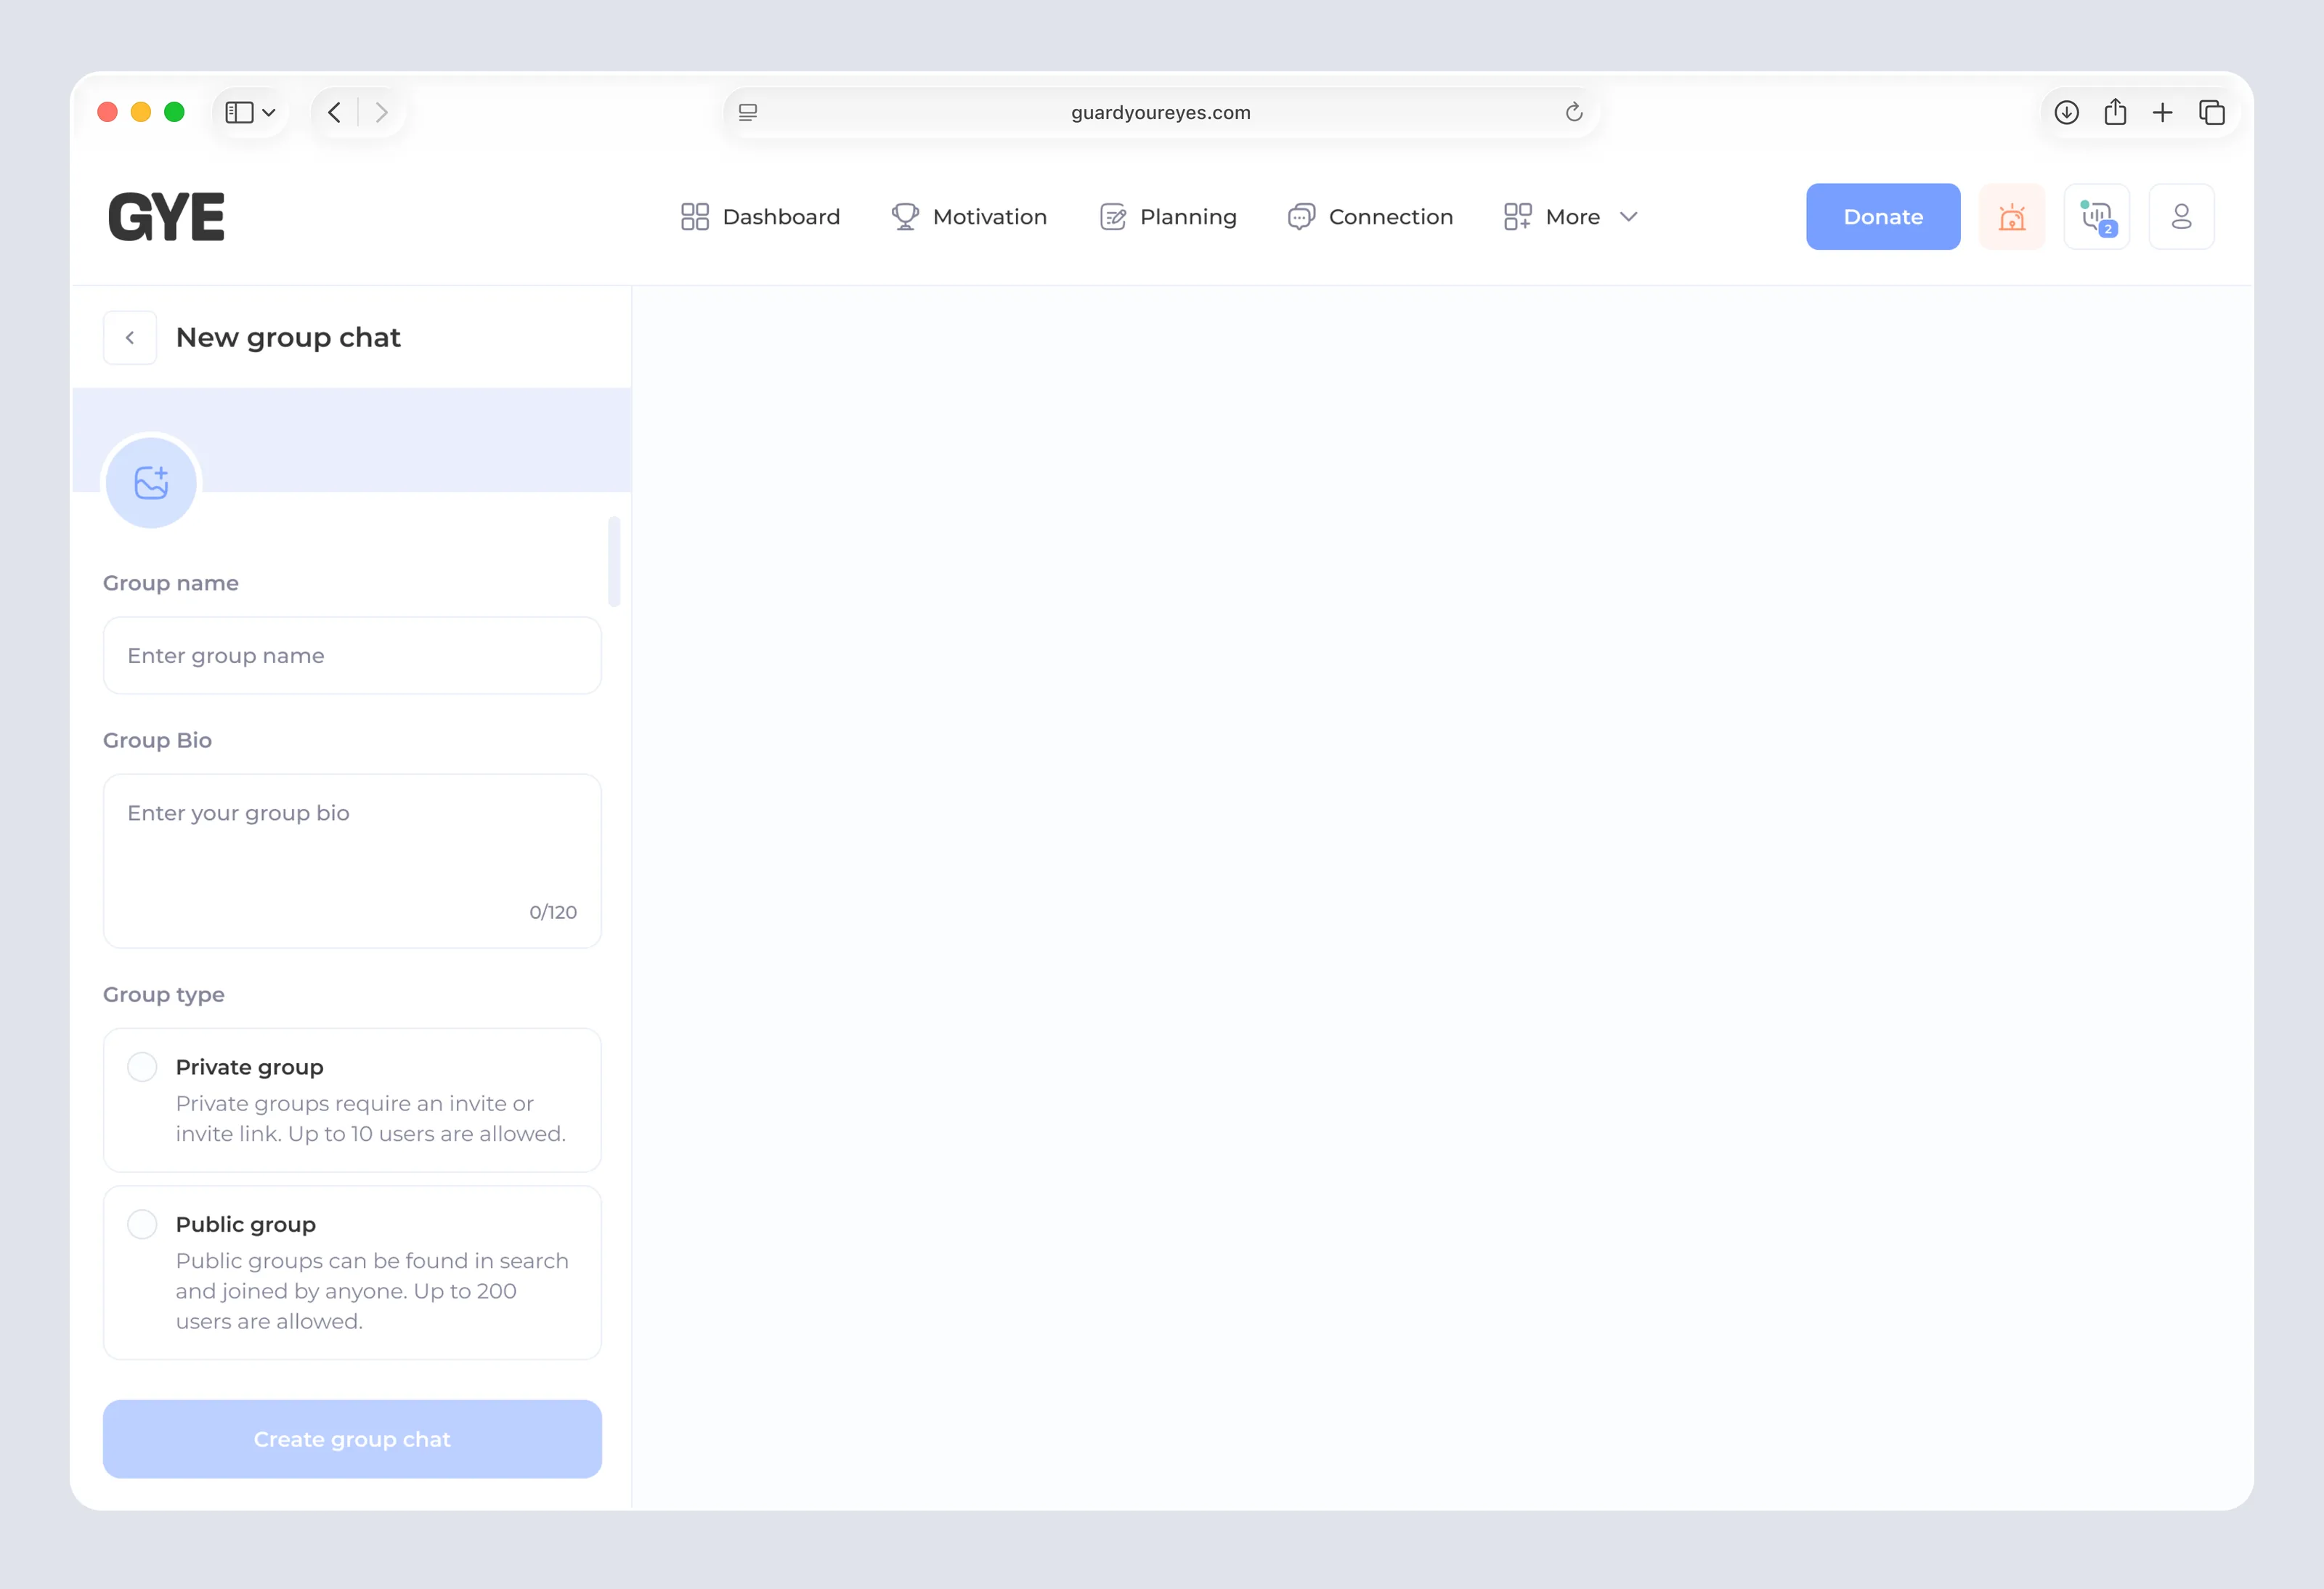 guardyoureyes.com
GYE
Dashboard
Motivation
Planning
Connection
More
Donate
2
New group chat
Group name
Enter group name
Group Bio
Enter your group bio
0/120
Group type
Private group
Private groups require an invite or
invite link. Up to 10 users are allowed.
Public group
Public groups can be found in search
and joined by anyone. Up to 200
users are allowed.
Create group chat